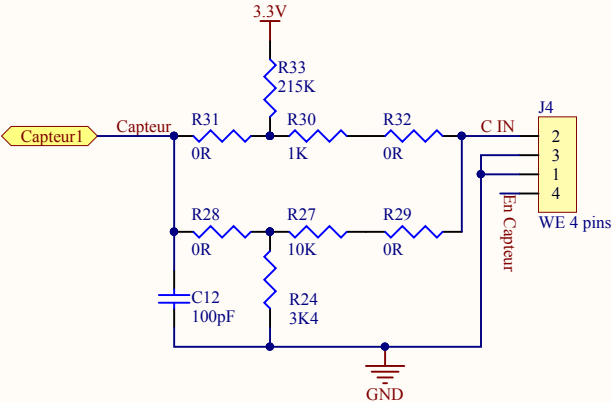 3.3V
R33
215K
J4
R31
R30
R32
C IN
Capteur
Capteur1
0R
1K
0R
2
3
1
4
En Capteur
WE 4 pins
R28
R27
R29
0R
10K
0R
C12
100pF
R24
3K4
GND